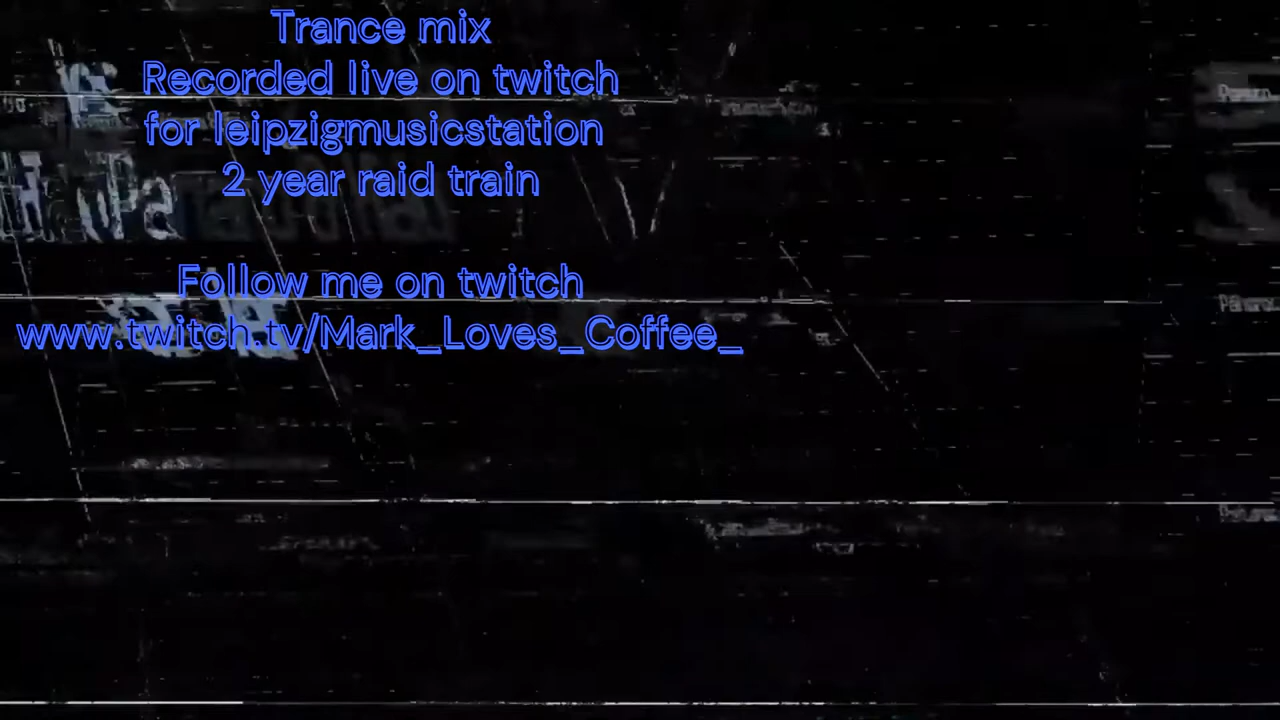 Trance mix
Recorded live on twitch
for leipzigmusicstation
2 year raid train
Follow me on twitch
www.twitch.tv/Mark_Loves_Coffee_